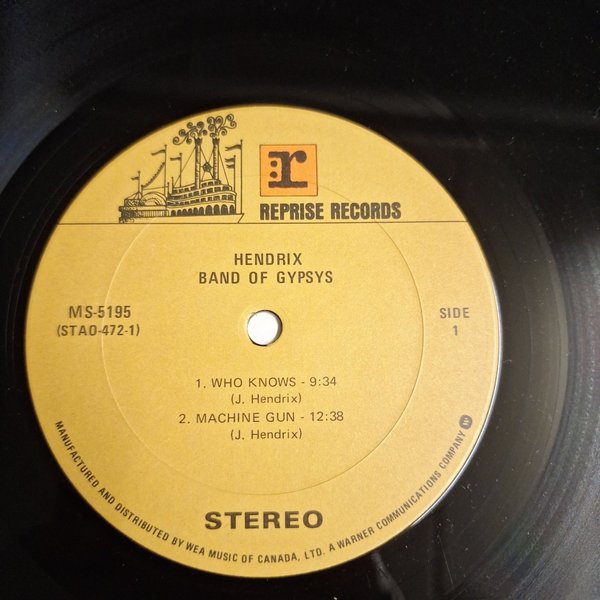 r
REPRISE RECORDS
HENDRIX
BAND OF GYPSYS
MS-5195
(STAO-472-1)
SIDE
1
1. WHO KNOWS - 9:34
(J. Hendrix)
2. MACHINE GUN - 12:38
(J. Hendrix)
STEREO
MANUFACTURED AND DISTRIBUTED BY WEA MUSIC OF CANADA, LTD. A WARNER COMMUNICATIONS COMPANY